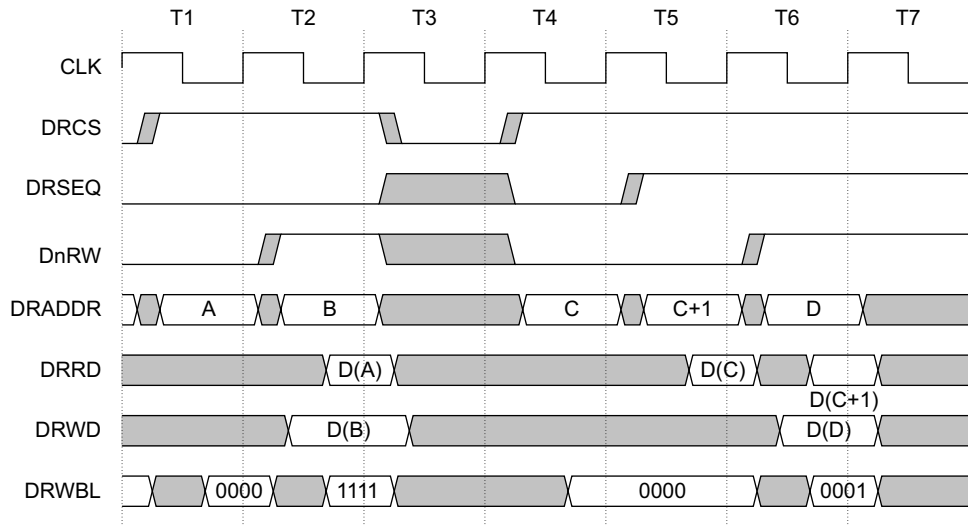 T1 T2 T3 T4 T5 T6 T7
CLK
DRCS
DRSEQ
DnRW
DRADDR A B C C+1 D
DRRD D(A) D(C)
D(C+1)
DRWD D(B) D(D)
DRWBL 0000 1111 0000 0001